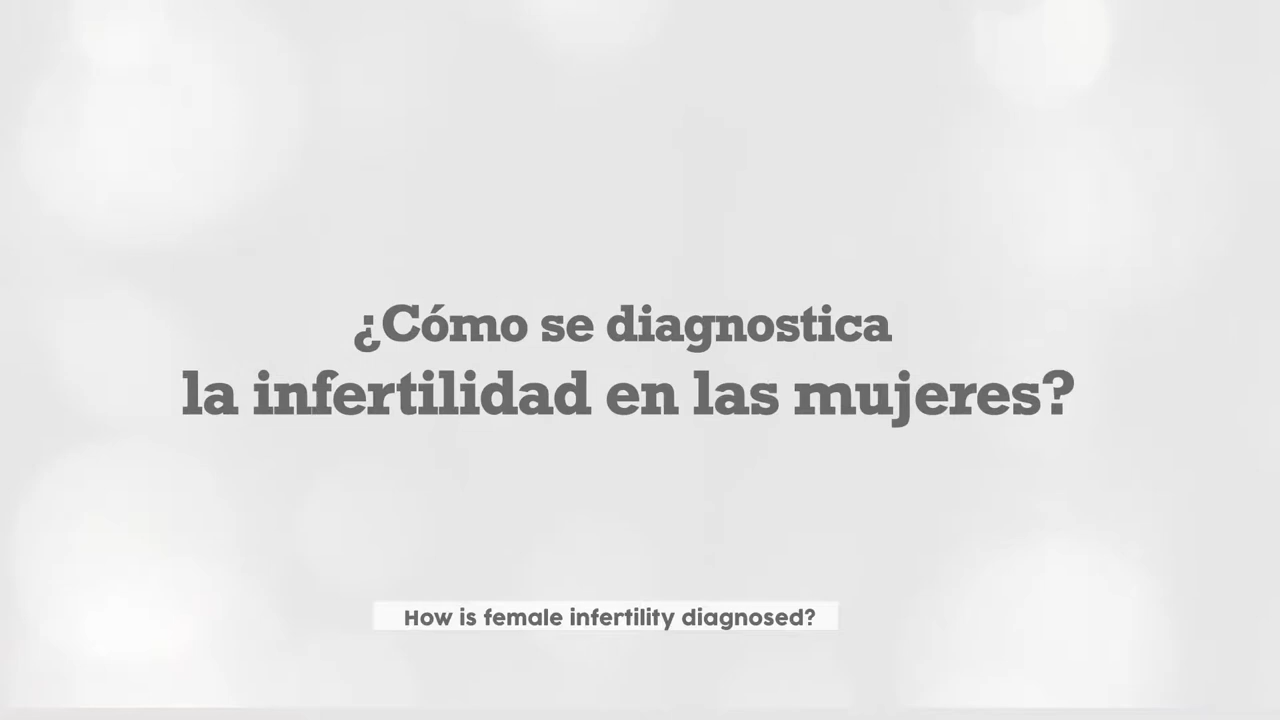 ¿Cómo se diagnostica
la infertilidad en las mujeres?
How is female infertility diagnosed?